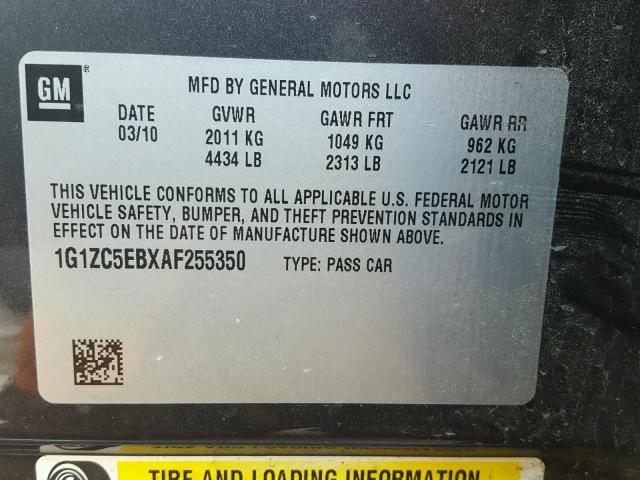 GM®
MFD BY GENERAL MOTORS LLC
DATE GVWR GAWR FRT GAWR RR
03/10 2011 KG 1049 KG 962 KG
4434 LB 2313 LB 2121 LB
THIS VEHICLE CONFORMS TO ALL APPLICABLE U.S. FEDERAL MOTOR
VEHICLE SAFETY, BUMPER, AND THEFT PREVENTION STANDARDS IN
EFFECT ON THE DATE OF MANUFACTURE SHOWN ABOVE.
1G1ZC5EBXAF255350 TYPE: PASS CAR
TIRE AND LOADING INFORMATION